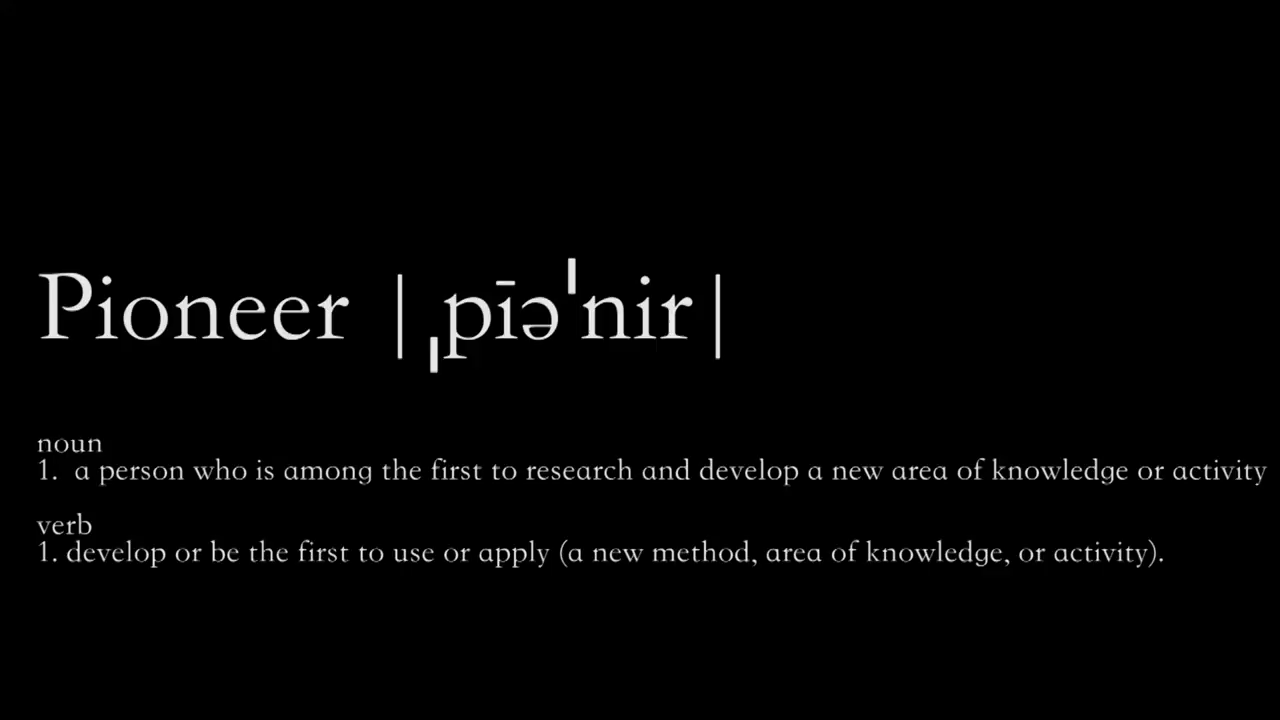 Pioneer |ˌpīəˈnir|
noun
1. a person who is among the first to research and develop a new area of knowledge or activity
verb
1. develop or be the first to use or apply (a new method, area of knowledge, or activity).